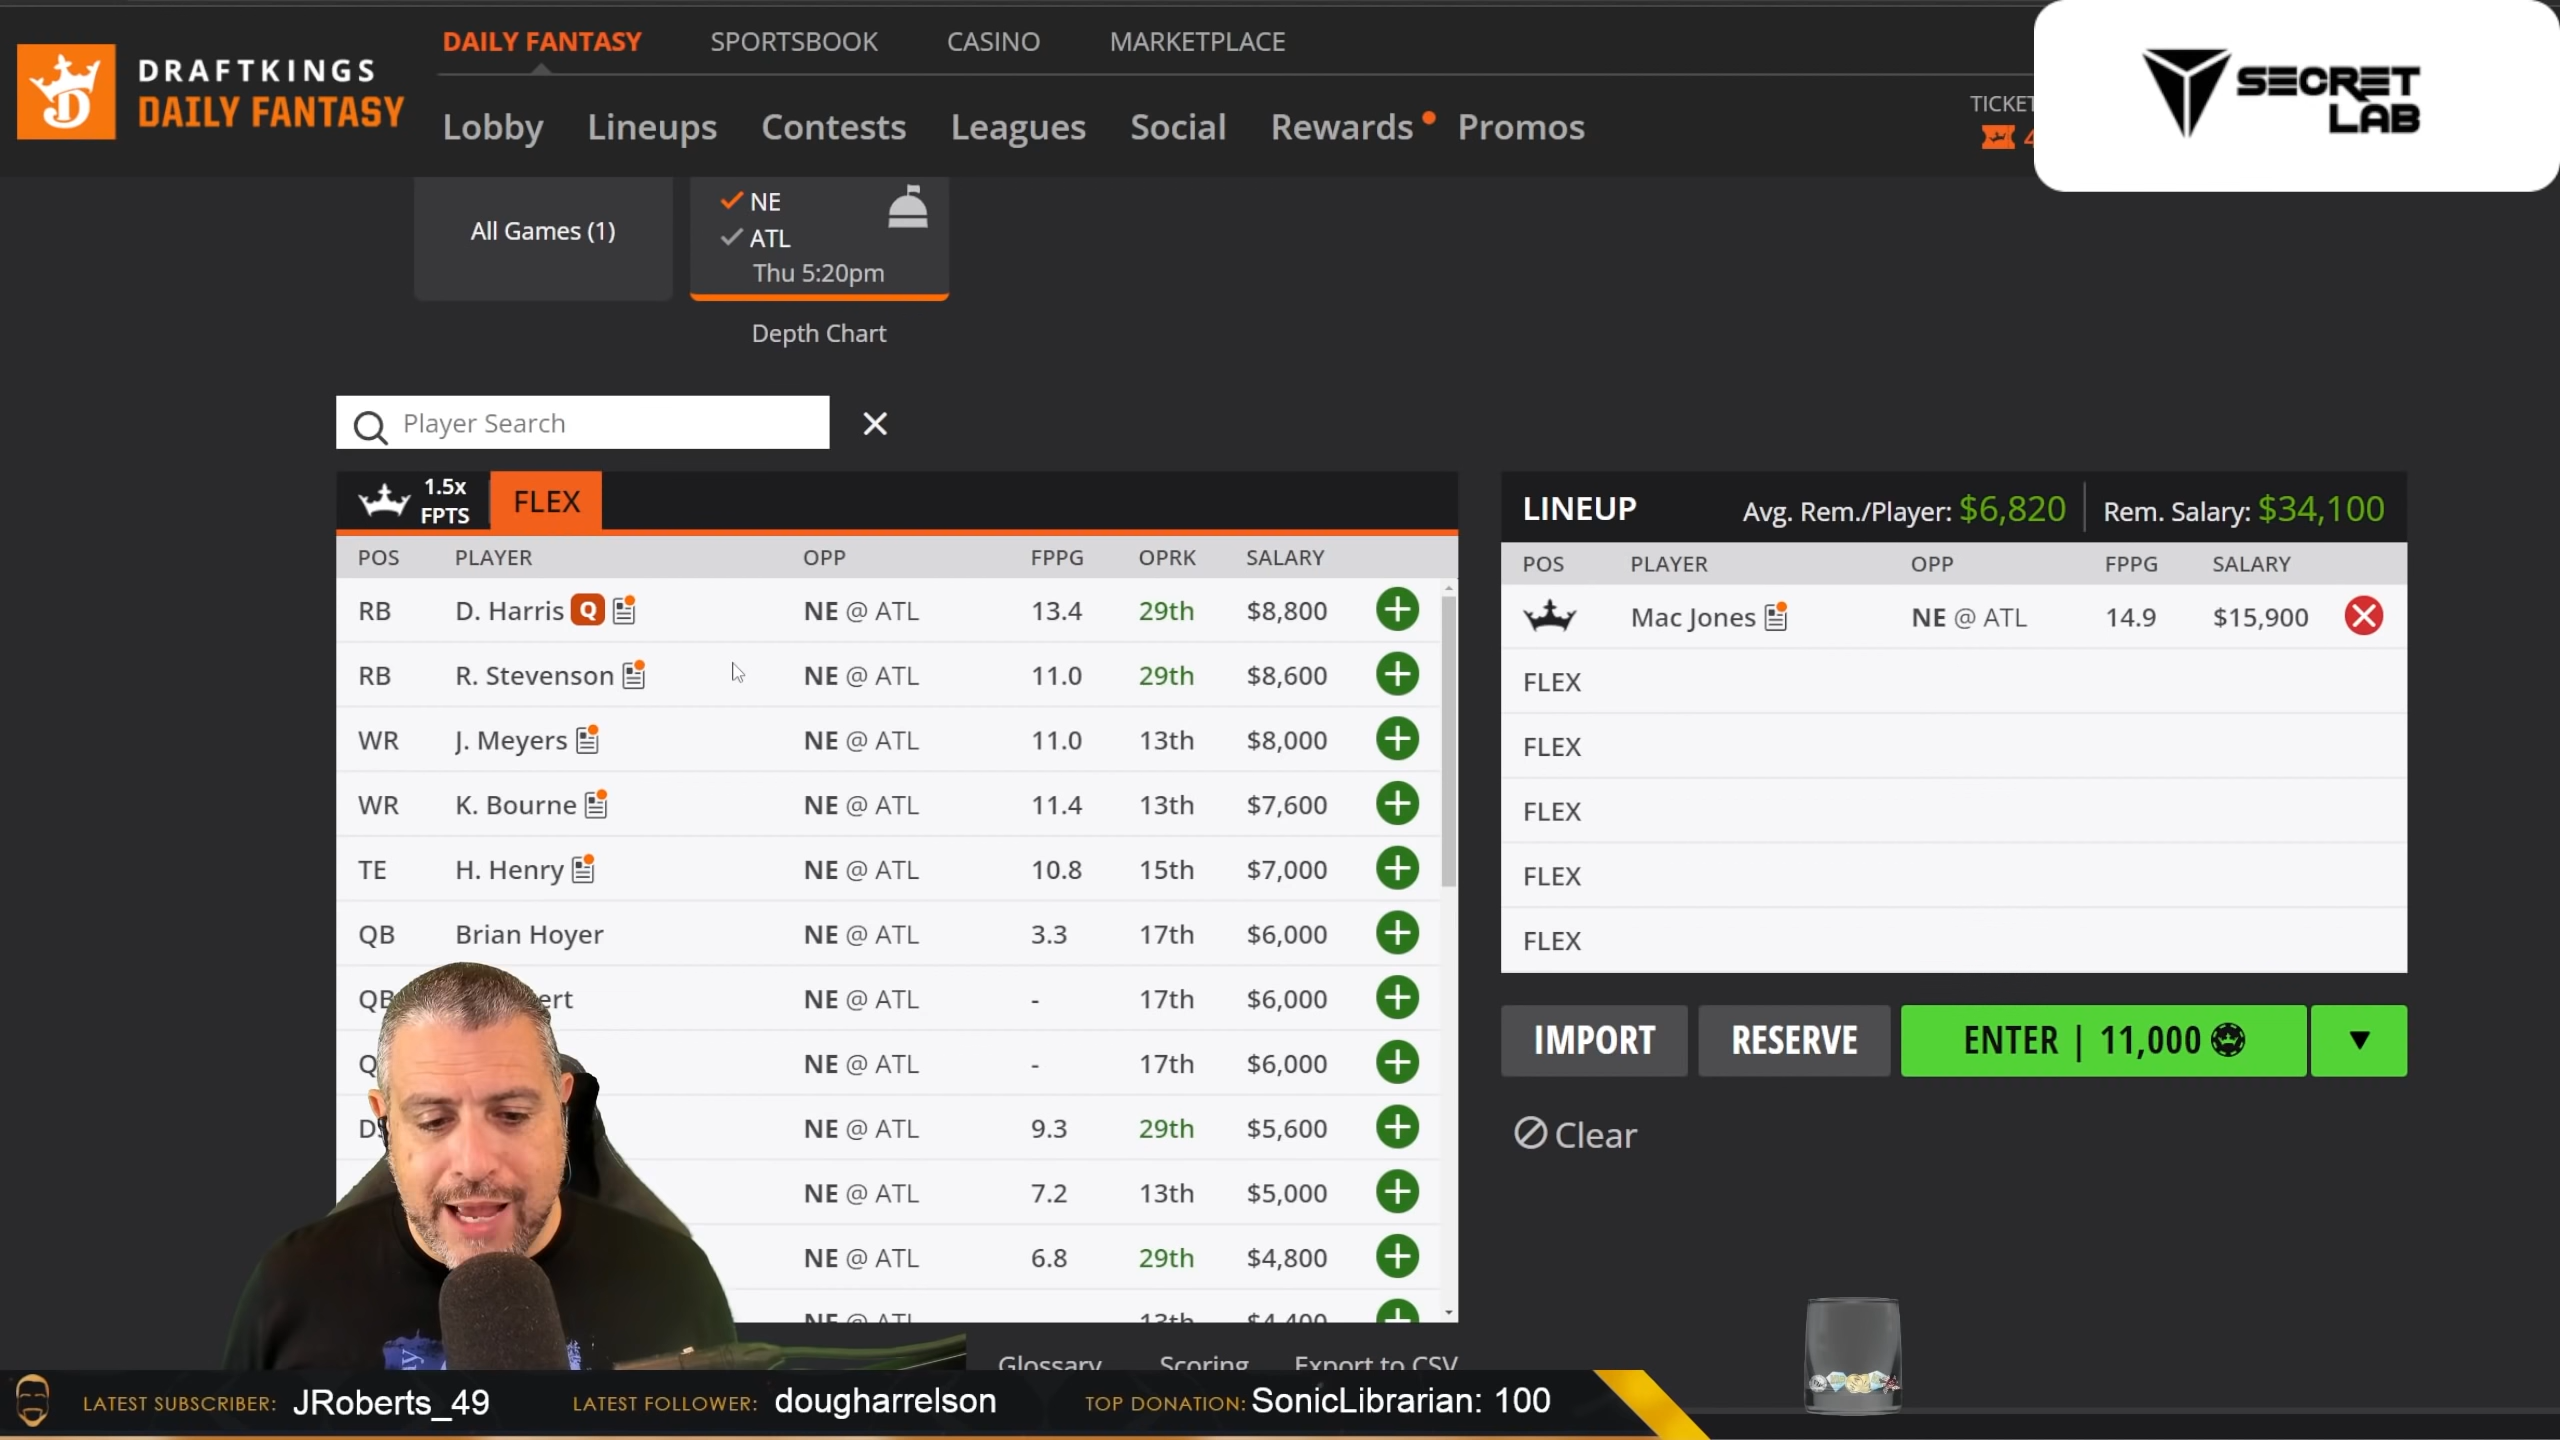 DAILY FANTASY SPORTSBOOK CASINO MARKETPLACE
DRAFTKINGS
DAILY FANTASY
Lobby Lineups Contests Leagues Social Rewards Promos
TICKET
SECRET
LAB
All Games (1)
NE
ATL
Thu 5:20pm
Depth Chart
Player Search
1.5x
FPTS
FLEX
POS PLAYER OPP FPPG OPRK SALARY
RB D. Harris Q NE @ ATL 13.4 29th $8,800
RB R. Stevenson NE @ ATL 11.0 29th $8,600
WR J. Meyers NE @ ATL 11.0 13th $8,000
WR K. Bourne NE @ ATL 11.4 13th $7,600
TE H. Henry NE @ ATL 10.8 15th $7,000
QB Brian Hoyer NE @ ATL 3.3 17th $6,000
QB ert NE @ ATL - 17th $6,000
Q NE @ ATL - 17th $6,000
NE @ ATL 9.3 29th $5,600
NE @ ATL 7.2 13th $5,000
NE @ ATL 6.8 29th $4,800
NE @ ATL 13th $4,400
Glossary Scoring Export to CSV
LINEUP Avg. Rem./Player: $6,820 Rem. Salary: $34,100
POS PLAYER OPP FPPG SALARY
Mac Jones NE @ ATL 14.9 $15,900
FLEX
FLEX
FLEX
FLEX
FLEX
IMPORT RESERVE ENTER | 11,000
Clear
LATEST SUBSCRIBER: JRoberts_49 LATEST FOLLOWER: dougharrelson TOP DONATION: SonicLibrarian: 100